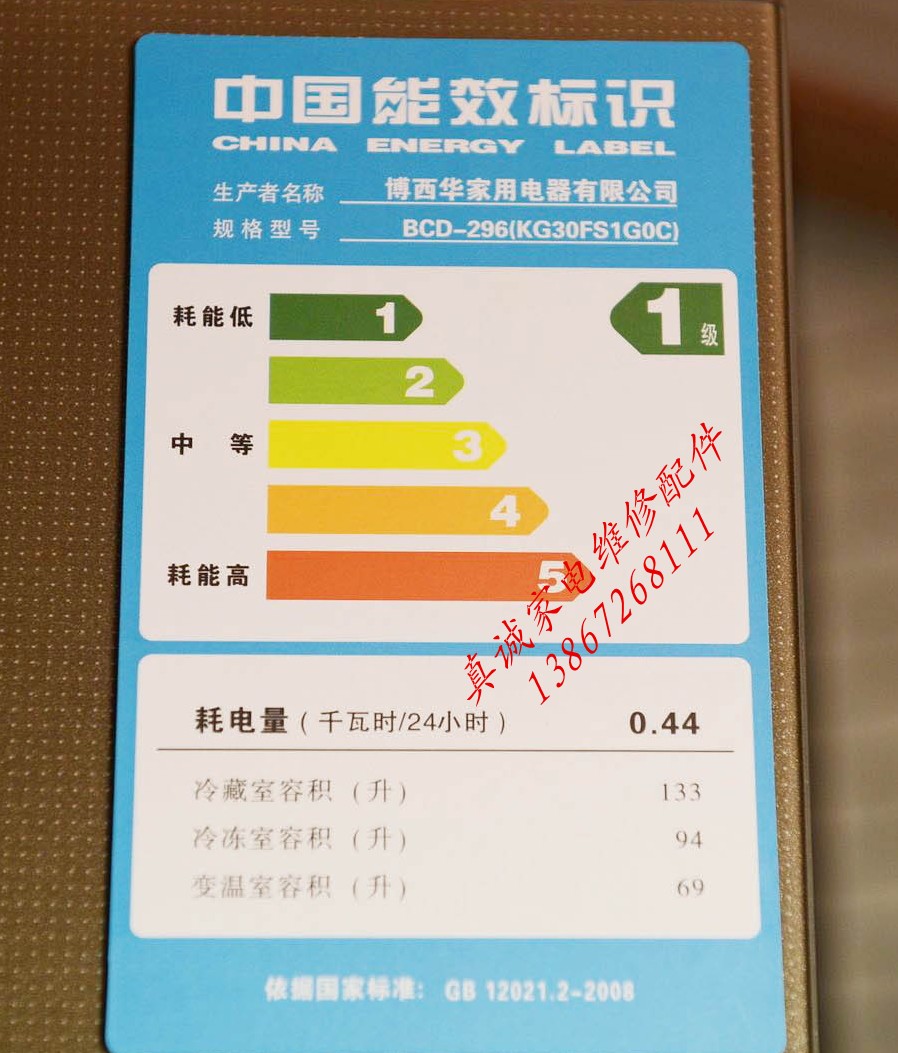 中国能效标识
CHINA ENERGY LABEL
生产者名称 博西华家用电器有限公司
规格型号 BCD-296(KG30FS1G0C)
耗能低 1 1级
2
中 等 3
4
耗能高 5
真诚家电维修配件
13867268111
耗电量(千瓦时/24小时) 0.44
冷藏室容积 (升) 133
冷冻室容积 (升) 94
变温室容积 (升) 69
依据国家标准: GB 12021.2-2008